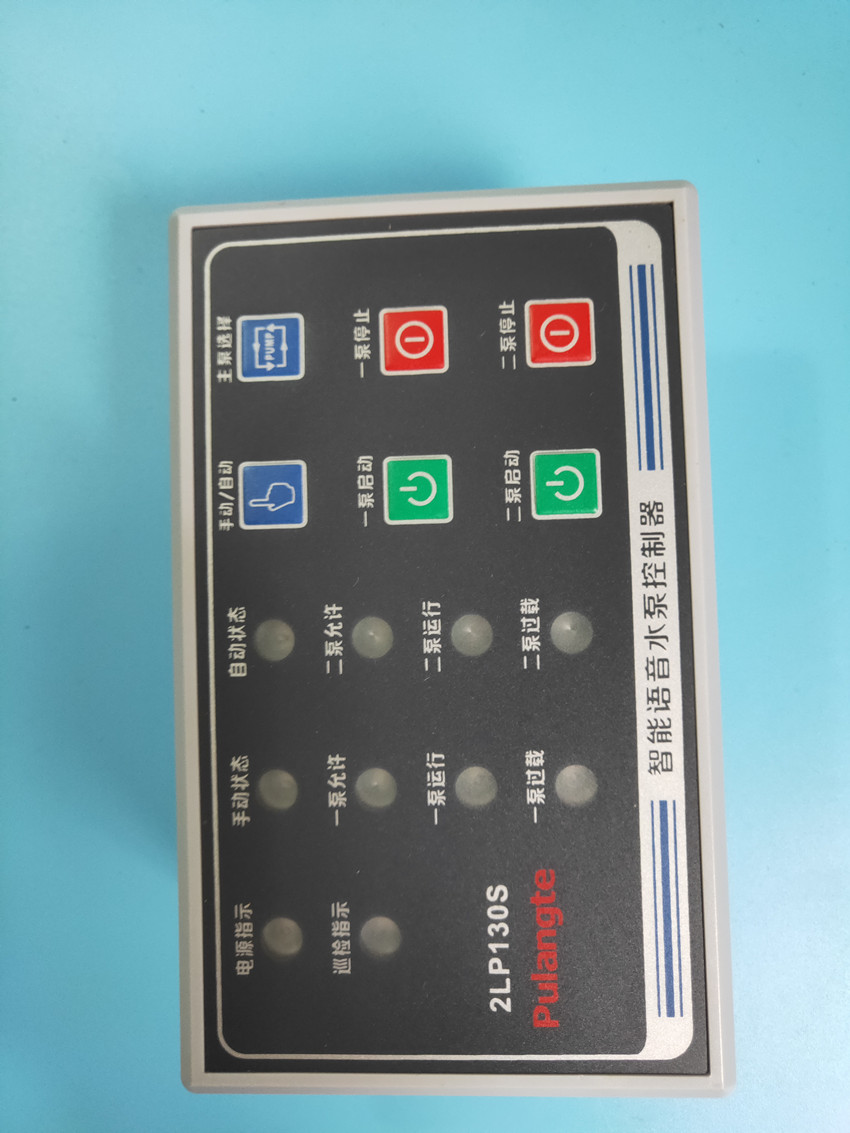 电源指示 手动状态 自动状态 手动/自动 主泵选择
PUMP
巡检指示 一泵允许 二泵允许 一泵启动 一泵停止
一泵运行 二泵运行
2LP130S 一泵过载 二泵过载 二泵启动 二泵停止
Pulangte
智能语音水泵控制器